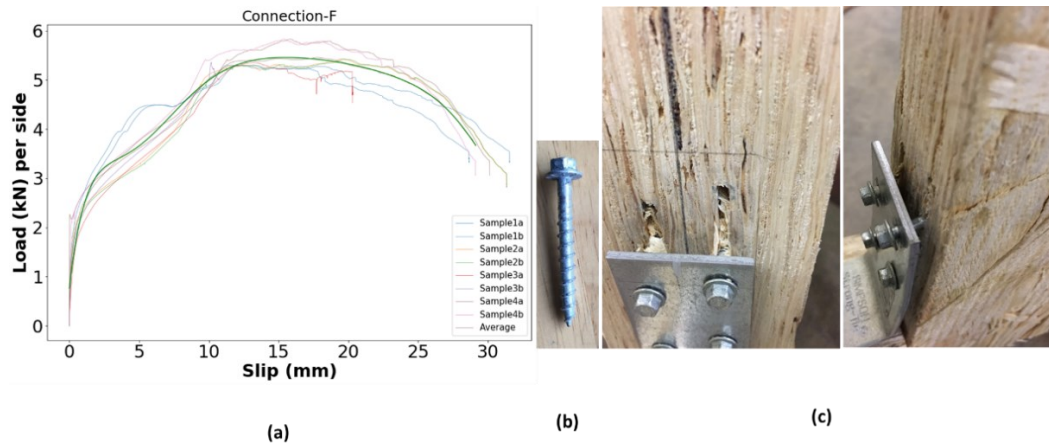 Connection-F
Load (kN) per side
6
5
4
3
2
1
0
0 5 10 15 20 25 30
Slip (mm)
Sample1a
Sample1b
Sample2a
Sample2b
Sample3a
Sample3b
Sample4a
Sample4b
Average
(a)
(b)
(c)